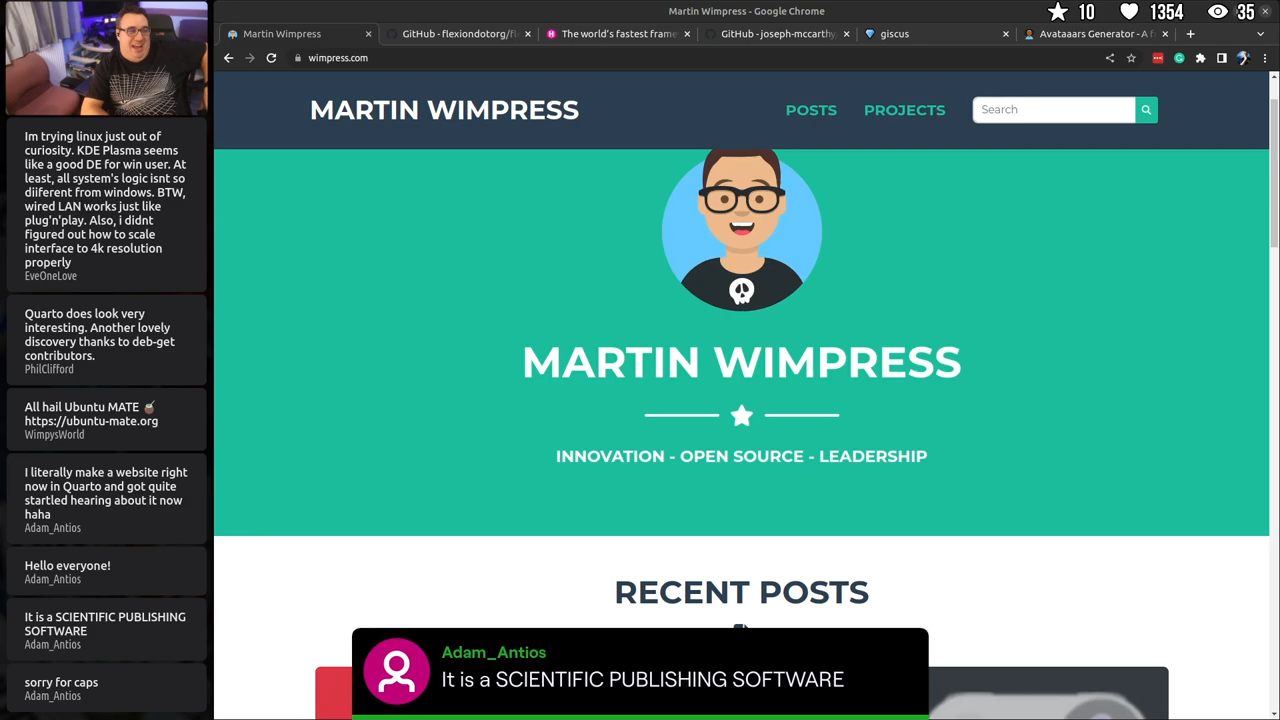 Martin Wimpress - Google Chrome
10
1354
35
Martin Wimpress
GitHub - flexiondotorg/fl
The world's fastest frame
GitHub - joseph-mccarthy
giscus
Avataaars Generator - A f
wimpress.com
MARTIN WIMPRESS
POSTS
PROJECTS
Search
MARTIN WIMPRESS
INNOVATION - OPEN SOURCE - LEADERSHIP
RECENT POSTS
Im trying linux just out of
curiosity. KDE Plasma seems
like a good DE for win user. At
least, all system's logic isnt so
diiferent from windows. BTW,
wired LAN works just like
plug'n'play. Also, i didnt
figured out how to scale
interface to 4k resolution
properly
EveOneLove
Quarto does look very
interesting. Another lovely
discovery thanks to deb-get
contributors.
PhilClifford
All hail Ubuntu MATE 🧉
https://ubuntu-mate.org
WimpysWorld
I literally make a website right
now in Quarto and got quite
startled hearing about it now
haha
Adam_Antios
Hello everyone!
Adam_Antios
It is a SCIENTIFIC PUBLISHING
SOFTWARE
Adam_Antios
sorry for caps
Adam_Antios
Adam_Antios
It is a SCIENTIFIC PUBLISHING SOFTWARE